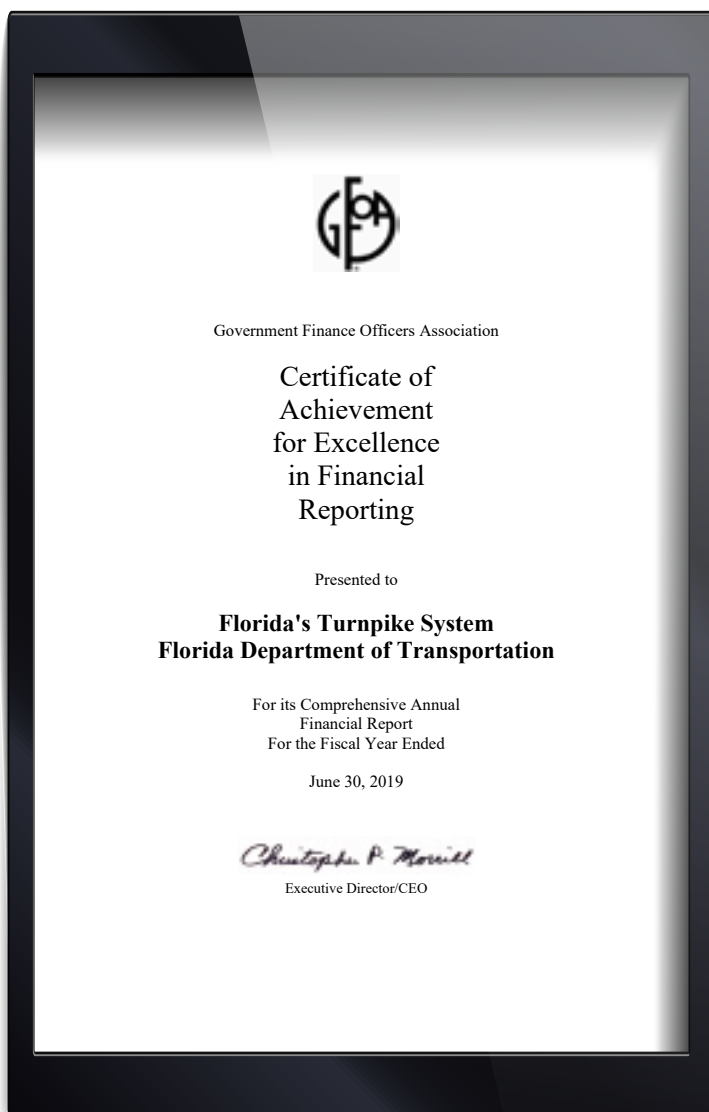 GFOA
Government Finance Officers Association
Certificate of
Achievement
for Excellence
in Financial
Reporting
Presented to
Florida's Turnpike System
Florida Department of Transportation
For its Comprehensive Annual
Financial Report
For the Fiscal Year Ended
June 30, 2019
Christopher P. Morrill
Executive Director/CEO